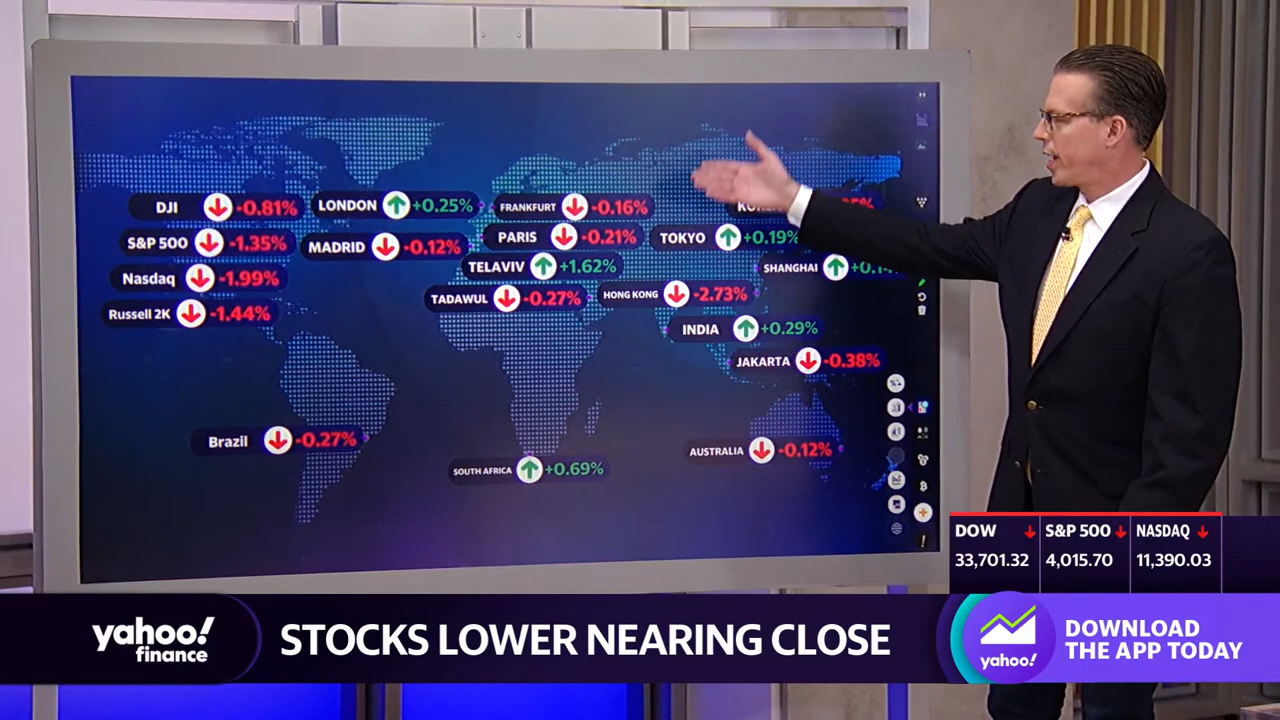 DJI -0.81%
LONDON +0.25%
FRANKFURT -0.16%
S&P 500 -1.35%
MADRID -0.12%
PARIS -0.21%
TOKYO +0.19%
Nasdaq -1.99%
TELAVIV +1.62%
SHANGHAI
Russell 2K -1.44%
TADAWUL -0.27%
HONG KONG -2.73%
INDIA +0.29%
JAKARTA -0.38%
Brazil -0.27%
SOUTH AFRICA +0.69%
AUSTRALIA -0.12%
DOW
33,701.32
S&P 500
4,015.70
NASDAQ
11,390.03
yahoo!
finance
STOCKS LOWER NEARING CLOSE
yahoo!
DOWNLOAD
THE APP TODAY